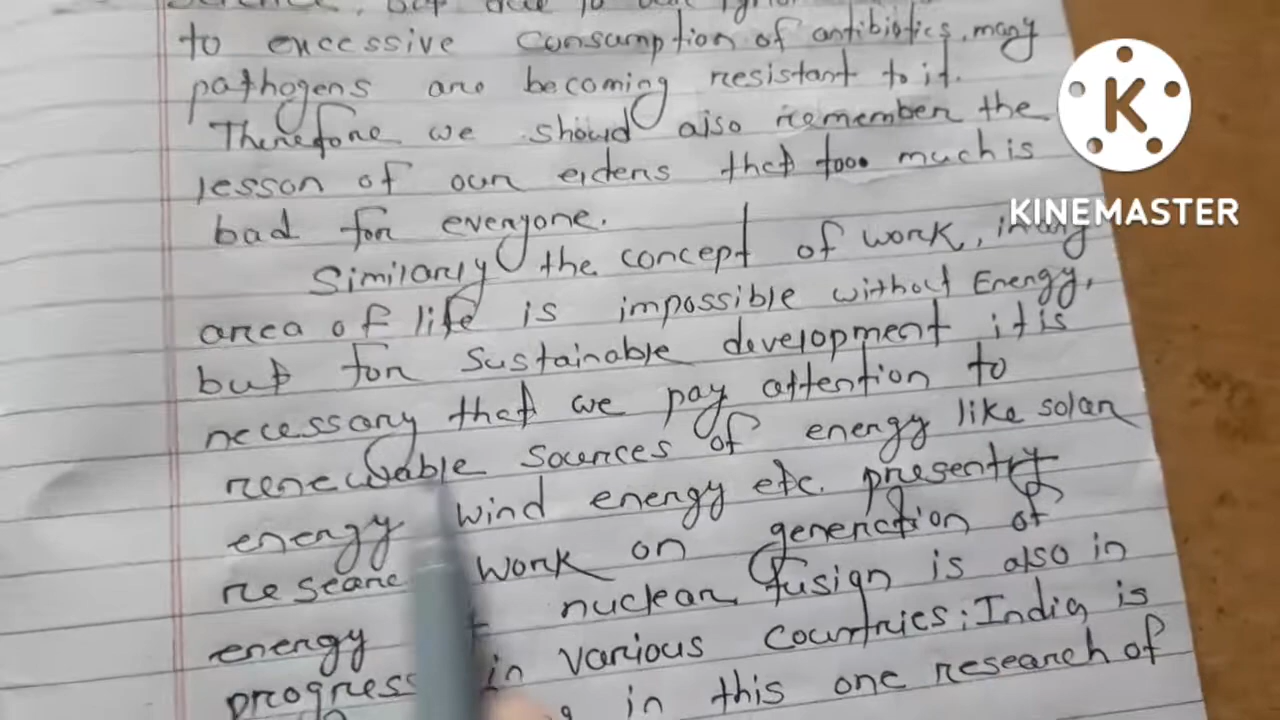 to excessive consumption of antibiotics, many
pathogens are becoming resistant to it.
Therefore we should also remember the
lesson of our elders that too much is
bad for everyone.
Similarly the concept of work, in any
area of life is impossible without Energy,
but for sustainable development it is
necessary that we pay attention to
renewable sources of energy like solar
energy wind energy etc. presently
work on generation of
energy nuclear fusion is also in
progress in various countries; India is
in this one research of
K
KINEMASTER